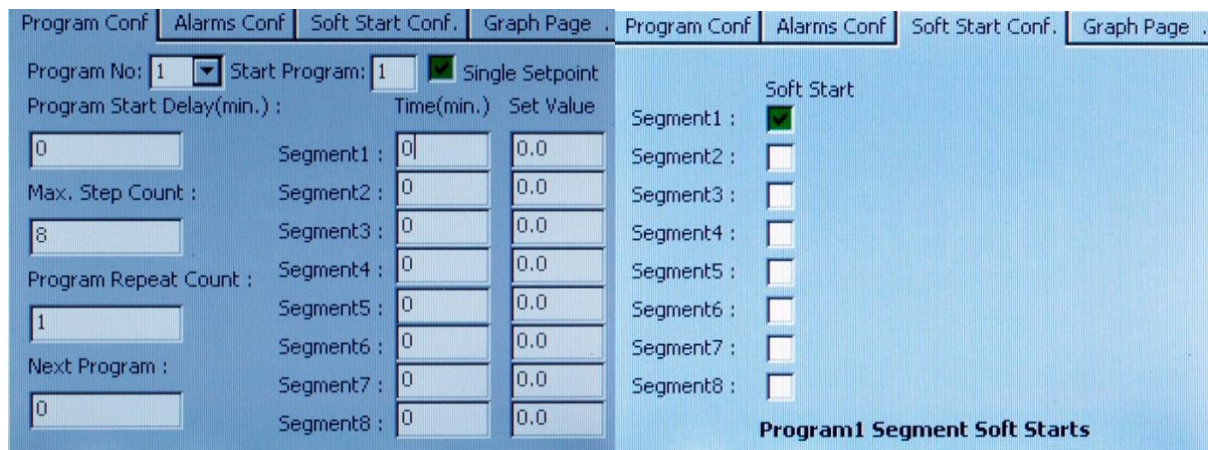 Program Conf Alarms Conf Soft Start Conf. Graph Page .
Program No: 1 Start Program: 1 Single Setpoint
Program Start Delay(min.) : Time(min.) Set Value
0
Segment1 : 0 0.0
Max. Step Count : Segment2 : 0 0.0
8
Segment3 : 0 0.0
Program Repeat Count : Segment4 : 0 0.0
1
Segment5 : 0 0.0
Segment6 : 0 0.0
Next Program :
Segment7 : 0 0.0
0
Segment8 : 0 0.0
Program Conf Alarms Conf Soft Start Conf. Graph Page .
Soft Start
Segment1 :
Segment2 :
Segment3 :
Segment4 :
Segment5 :
Segment6 :
Segment7 :
Segment8 :
Program1 Segment Soft Starts